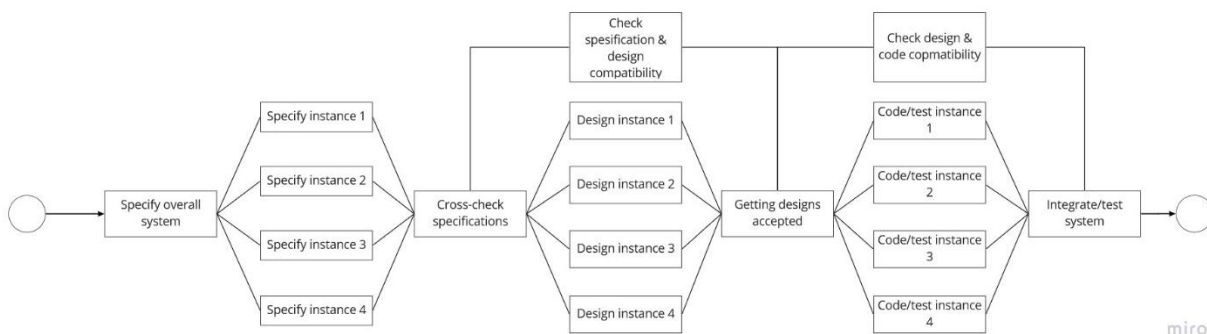 Check
spesification &
design
compatibility
Check design &
code copmatibility
Specify instance 1
Design instance 1
Code/test instance
1
Specify instance 2
Design instance 2
Code/test instance
2
Specify overall
system
Cross-check
specifications
Getting designs
accepted
Integrate/test
system
Specify instance 3
Design instance 3
Code/test instance
3
Specify instance 4
Design instance 4
Code/test instance
4
miro